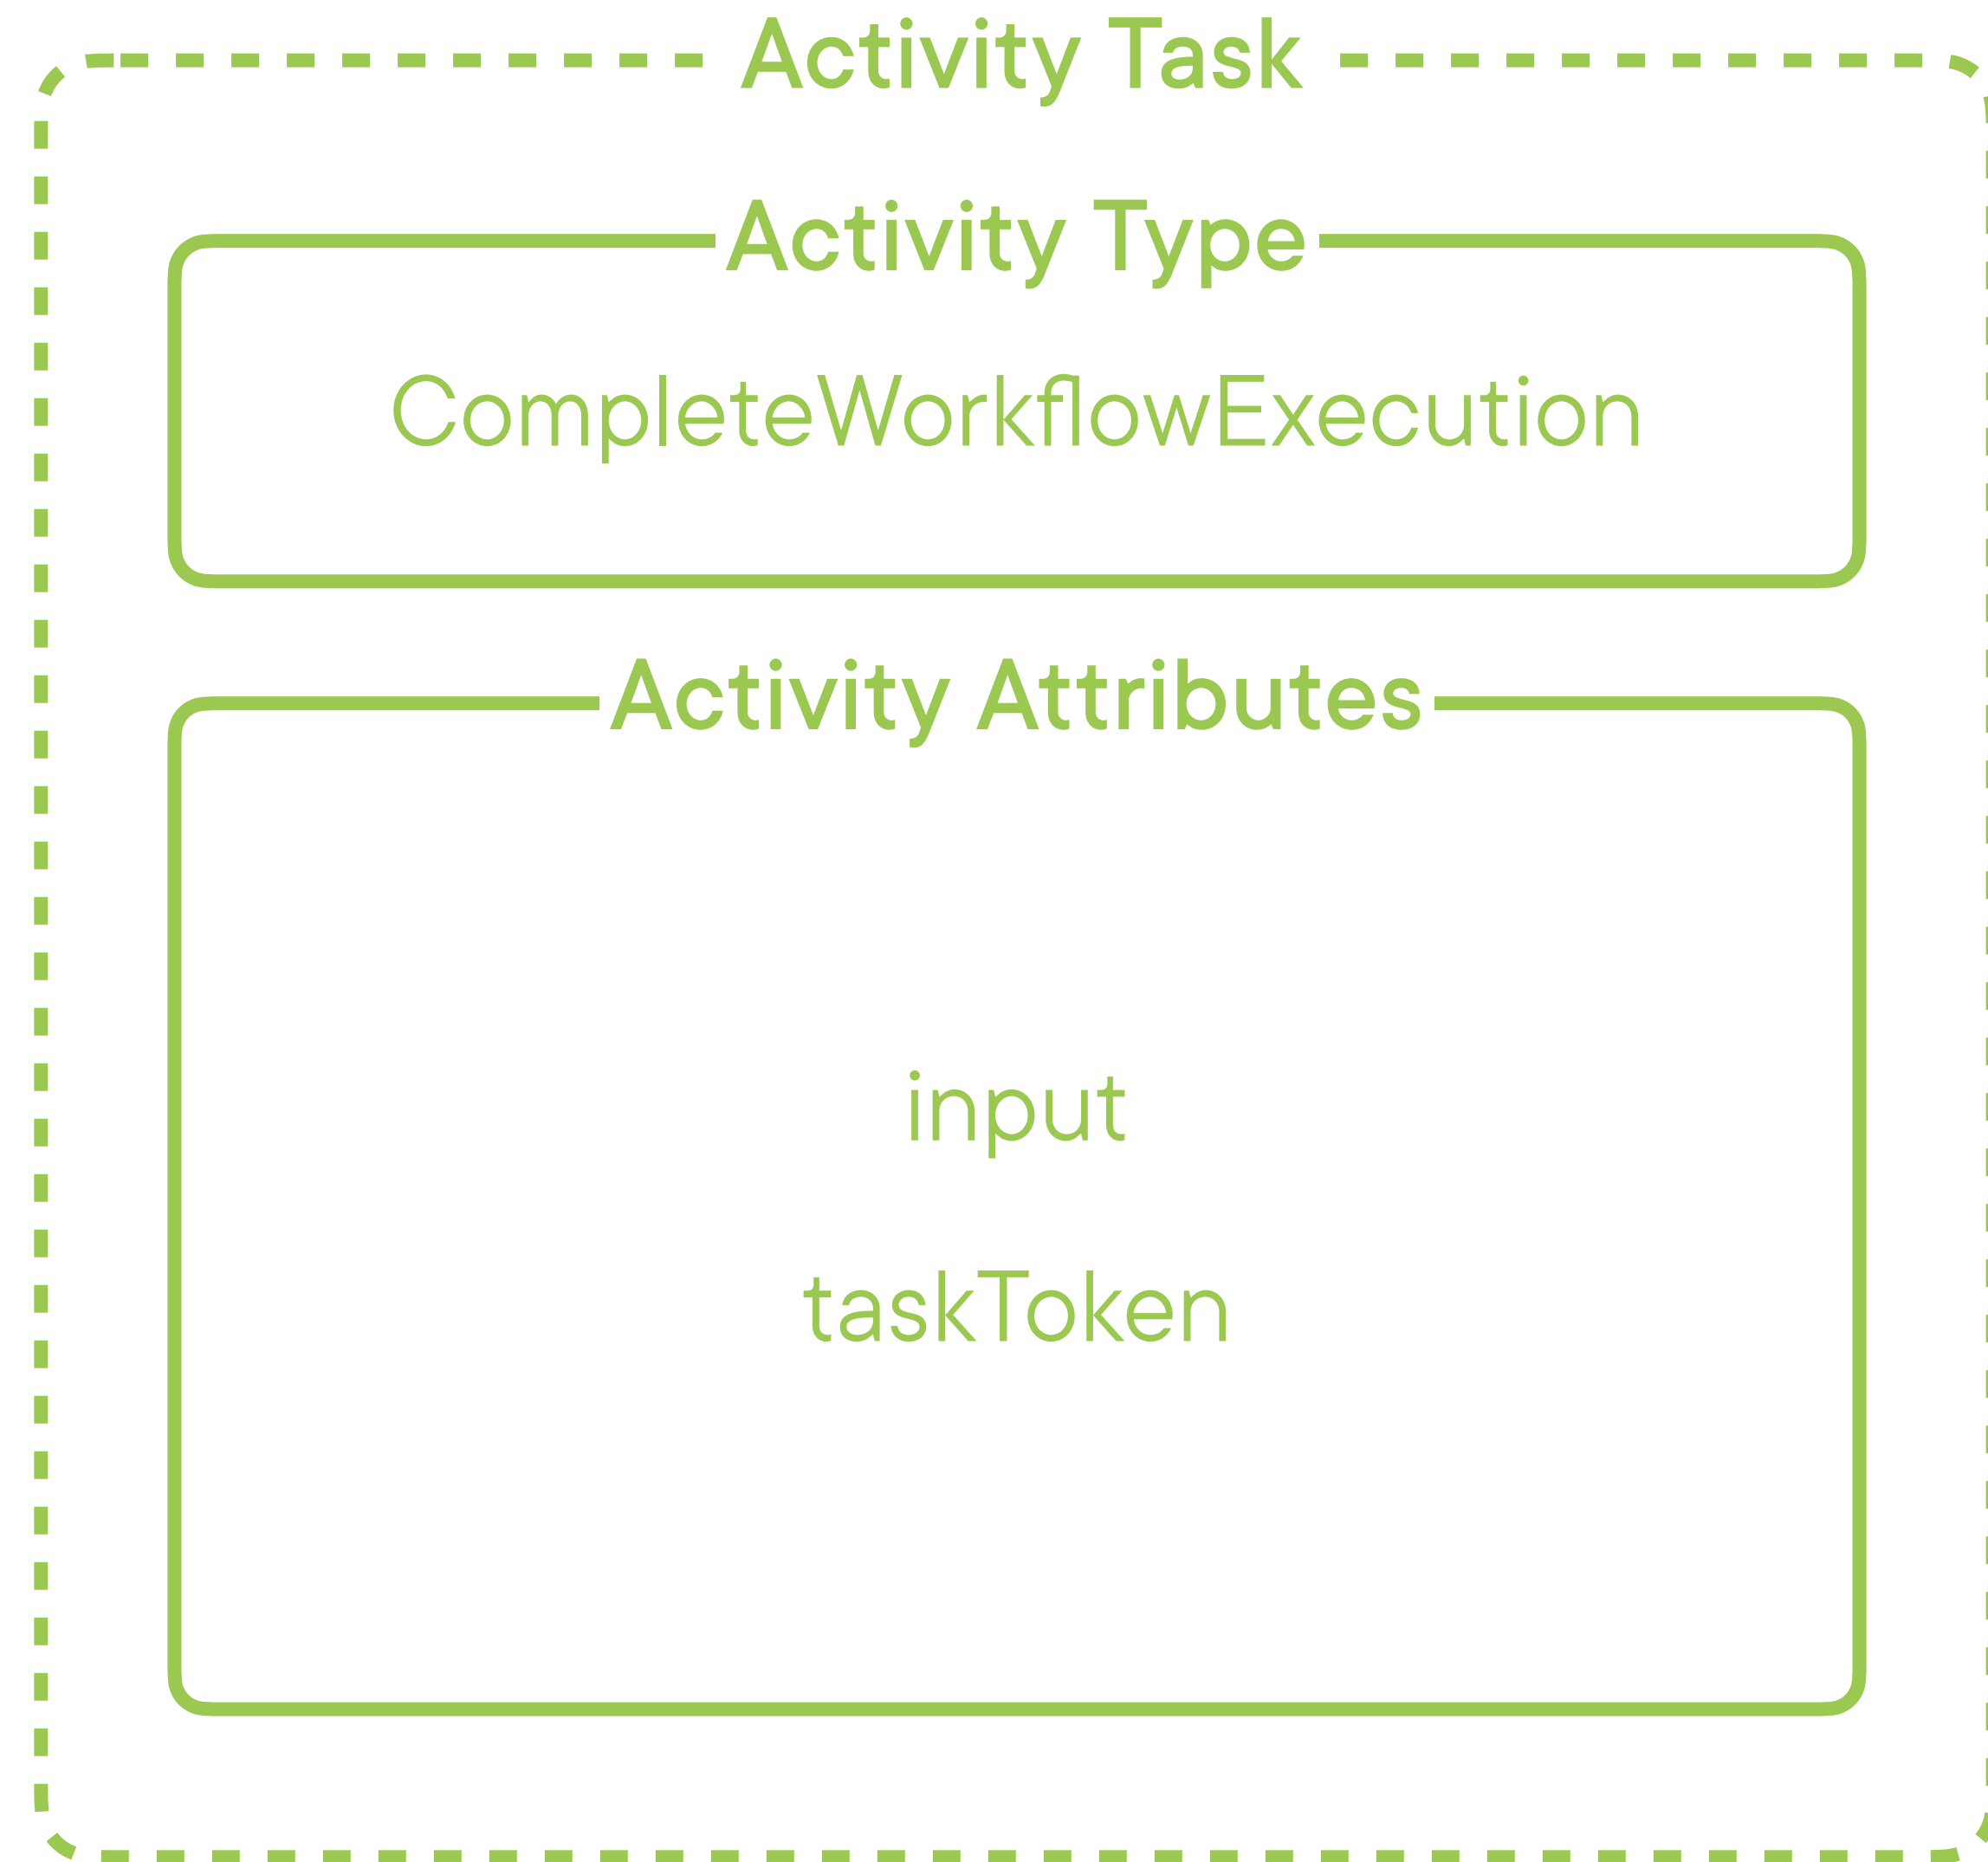 Activity Task
Activity Type
CompleteWorkflowExecution
Activity Attributes
input
taskToken